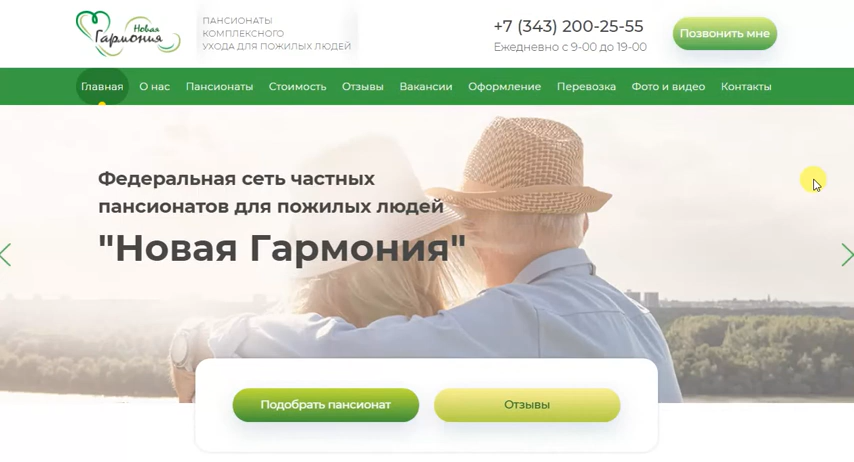 Новая
Гармония
ПАНСИОНАТЫ
КОМПЛЕКСНОГО
УХОДА ДЛЯ ПОЖИЛЫХ ЛЮДЕЙ
+7 (343) 200-25-55
Ежедневно с 9-00 до 19-00
Позвонить мне
Главная О нас Пансионаты Стоимость Отзывы Вакансии Оформление Перевозка Фото и видео Контакты
Федеральная сеть частных
пансионатов для пожилых людей
"Новая Гармония"
Подобрать пансионат
Отзывы